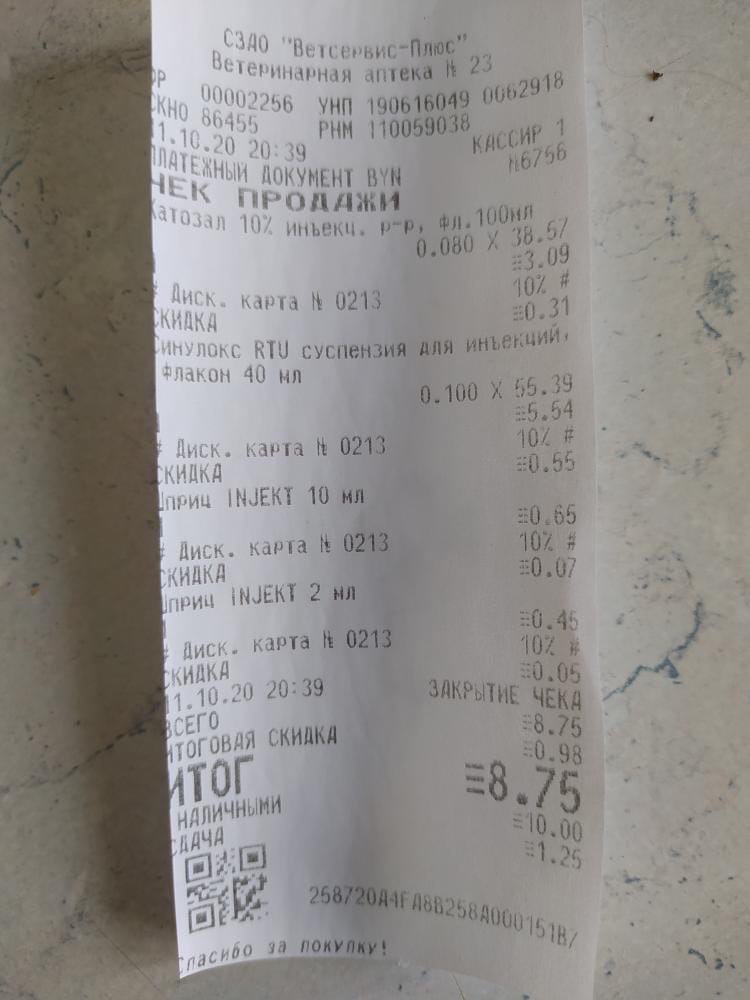 СЗАО "Ветсервис-Плюс"
Ветеринарная аптека № 23
ОР 00002256 УНП 190616049 0062918
СКНО 86455 РНМ 110059038
11.10.20 20:39 КАССИР 1
ПЛАТЕЖНЫЙ ДОКУМЕНТ BYN №6756
ЧЕК ПРОДАЖИ
Катозал 10% инъекц. р-р, фл.100мл
0.080 X 38.57
≡3.09
# Диск. карта № 0213 10% #
СКИДКА ≡0.31
Синулокс RTU суспензия для инъекций,
флакон 40 мл
0.100 X 55.39
≡5.54
# Диск. карта № 0213 10% #
СКИДКА ≡0.55
Шприц INJEKT 10 мл
≡0.65
# Диск. карта № 0213 10% #
СКИДКА ≡0.07
Шприц INJEKT 2 мл
≡0.45
# Диск. карта № 0213 10% #
СКИДКА ≡0.05
11.10.20 20:39 ЗАКРЫТИЕ ЧЕКА
ВСЕГО ≡8.75
ИТОГОВАЯ СКИДКА ≡0.98
ИТОГ ≡8.75
НАЛИЧНЫМИ ≡10.00
СДАЧА ≡1.25
258720A4FA8B258A000151B7
Спасибо за покупку!